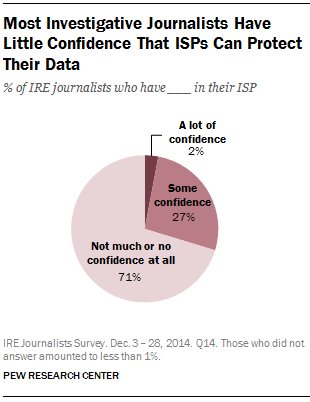 Most Investigative Journalists Have
Little Confidence That ISPs Can Protect
Their Data
% of IRE journalists who have ___ in their ISP
A lot of
confidence
2%
Some
confidence
27%
Not much or no
confidence at all
71%
IRE Journalists Survey. Dec. 3 – 28, 2014. Q14. Those who did not
answer amounted to less than 1%.
PEW RESEARCH CENTER